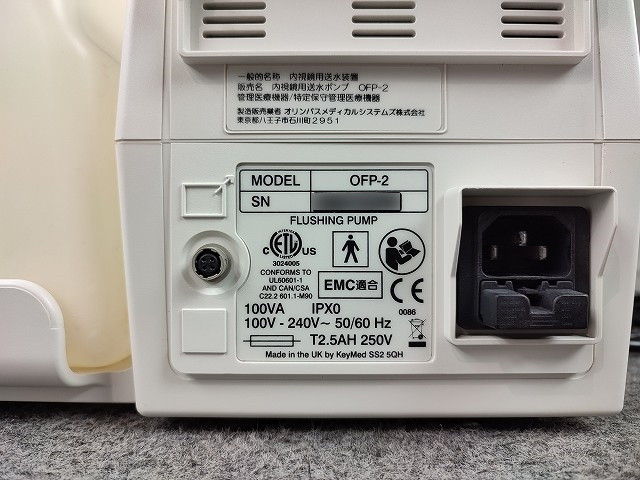 一般的名称 内視鏡用送水装置
販売名 内視鏡用送水ポンプ OFP-2
管理医療機器/特定保守管理医療機器
製造販売業者 オリンパスメディカルシステムズ株式会社
東京都八王子市石川町2951
MODEL OFP-2
SN
FLUSHING PUMP
C ETL US
3024005
CONFORMS TO
UL60601-1
AND CAN/CSA
C22.2 601.1-M90
EMC適合
CE
0086
100VA IPX0
100V - 240V~ 50/60 Hz
T2.5AH 250V
Made in the UK by KeyMed SS2 5QH